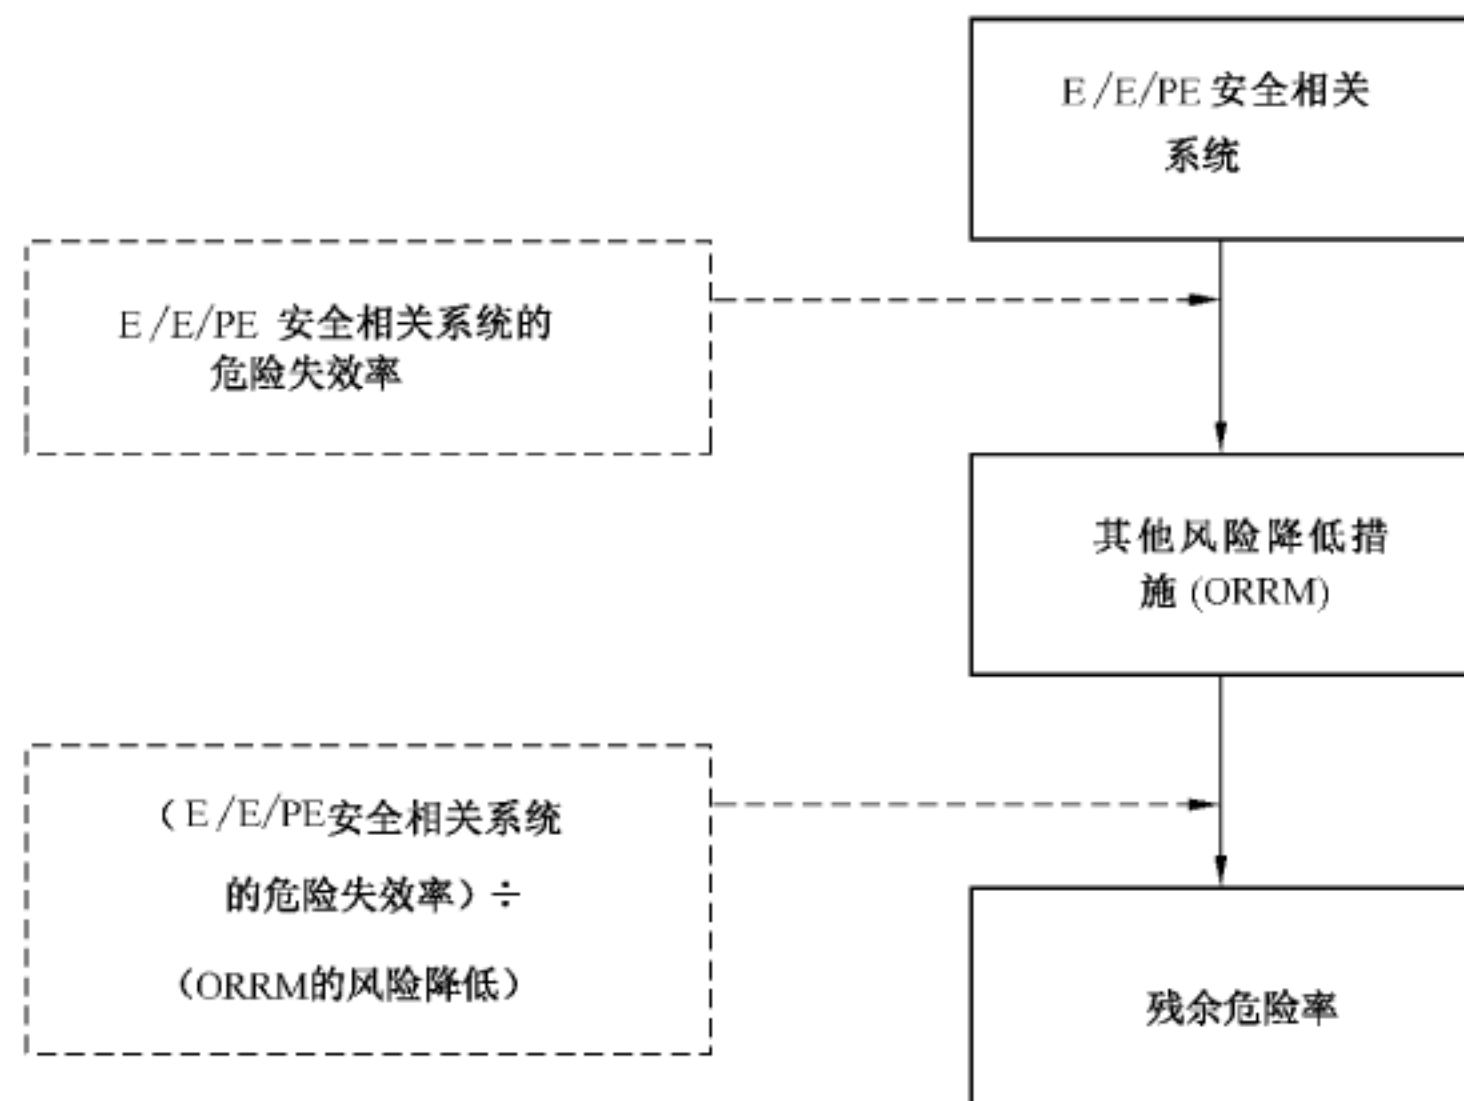 E/E/PE 安全相关
系统
E/E/PE 安全相关系统的
危险失效率
其他风险降低措
施 (ORRM)
（E/E/PE安全相关系统
的危险失效率）÷
（ORRM的风险降低）
残余危险率